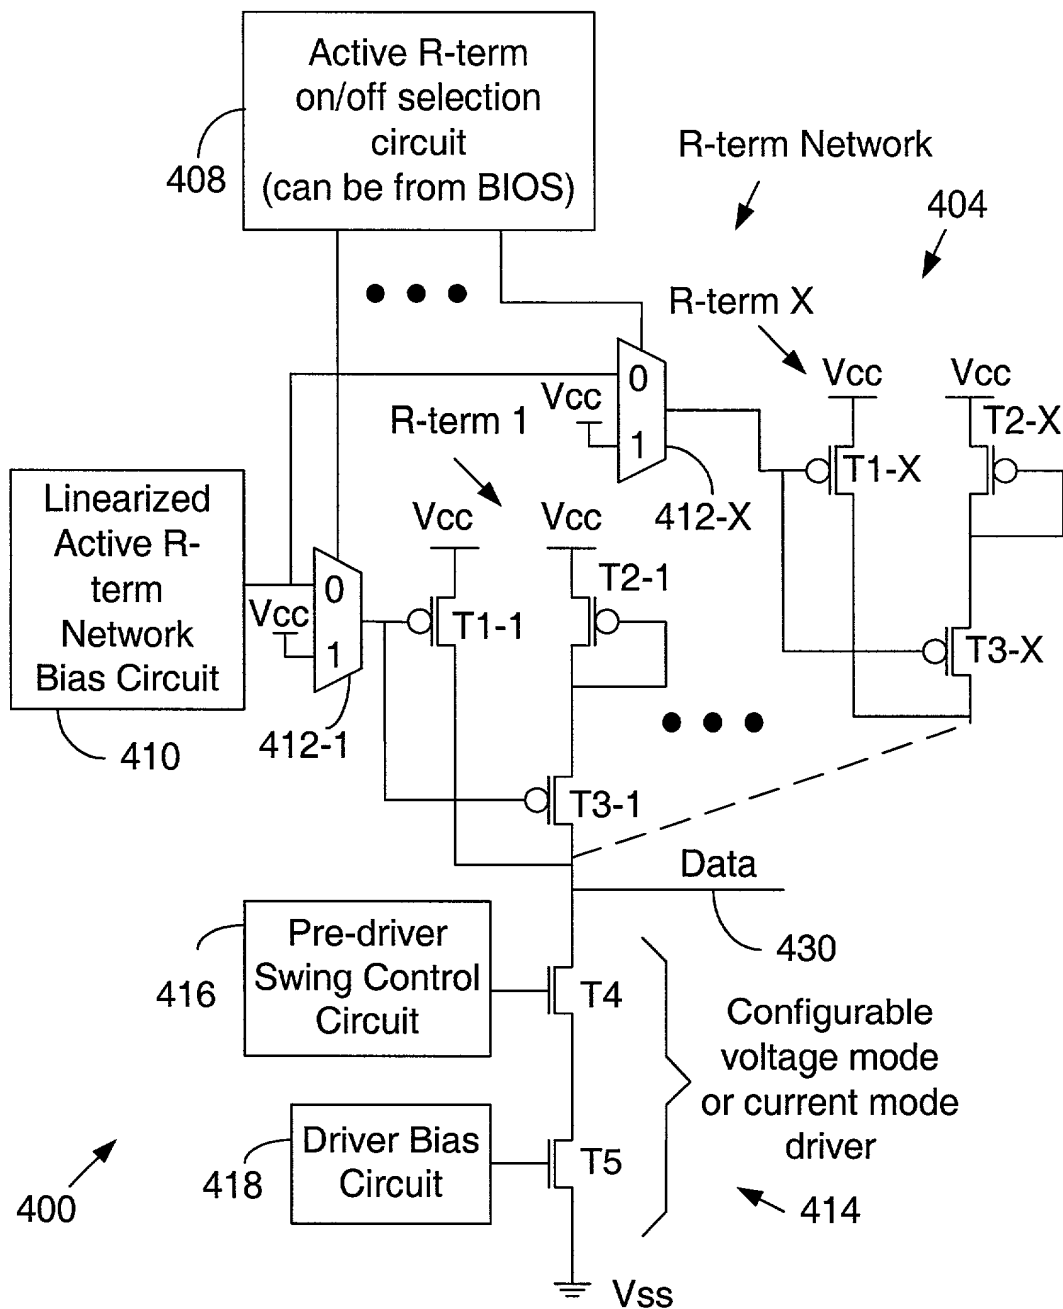 Active R-term
on/off selection
circuit
(can be from BIOS)
408
R-term Network
404
R-term X
Vcc
Vcc
0
Vcc
1
T2-X
T1-X
R-term 1
412-X
Linearized
Active R-
term
Network
Bias Circuit
Vcc
Vcc
0
Vcc
1
T2-1
T1-1
T3-X
410
412-1
T3-1
Data
430
Pre-driver
Swing Control
Circuit
416
T4
Configurable
voltage mode
or current mode
driver
Driver Bias
Circuit
418
T5
400
414
Vss